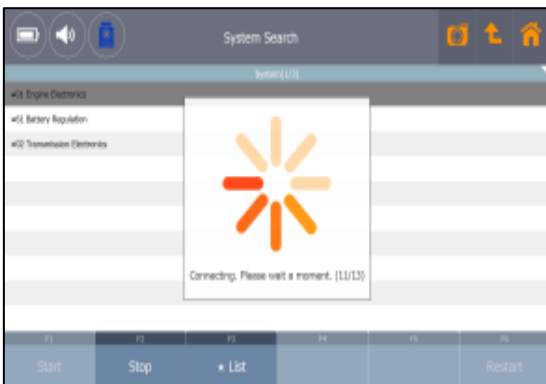 System Search
System(1/3)
#01 Engine Electronics
#61 Battery Regulation
#02 Transmission Electronics
Connecting. Please wait a moment. (11/13)
F1 F2 F3 F4 F5 F6
Start Stop * List Restart